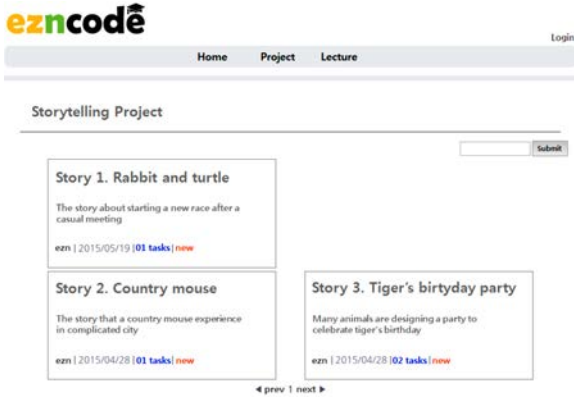 ezncode
Login
Home Project Lecture
Storytelling Project
Submit
Story 1. Rabbit and turtle
The story about starting a new race after a
casual meeting
ezn | 2015/05/19 |01 tasks|new
Story 2. Country mouse
The story that a country mouse experience
in complicated city
ezn | 2015/04/28 |01 tasks|new
Story 3. Tiger's birtyday party
Many animals are designing a party to
celebrate tiger's birthday
ezn | 2015/04/28 |02 tasks|new
◀ prev 1 next ▶